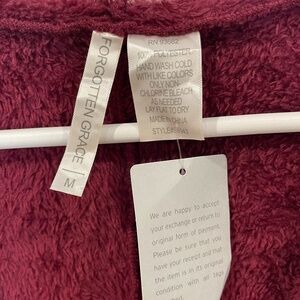 FORGOTTEN GRACE
M
RN 93682
100% POLYESTER
HAND WASH COLD
WITH LIKE COLORS
ONLY NON-
CHLORINE BLEACH
AS NEEDED
LAY FLAT TO DRY
MADE IN CHINA
We are happy to accept
your exchange or return to
original form of payment.
Please be sure that you
have your receipt and that
the item is in its original
condition with all tags